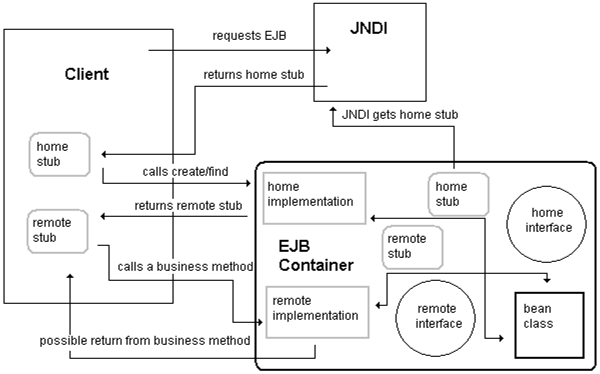 requests EJB
JNDI
Client
returns home stub
JNDI gets home stub
home
stub
calls create/find
home
implementation
home
stub
home
interface
returns remote stub
remote
stub
EJB
Container
remote
stub
calls a business method
remote
implementation
remote
interface
bean
class
possible return from business method